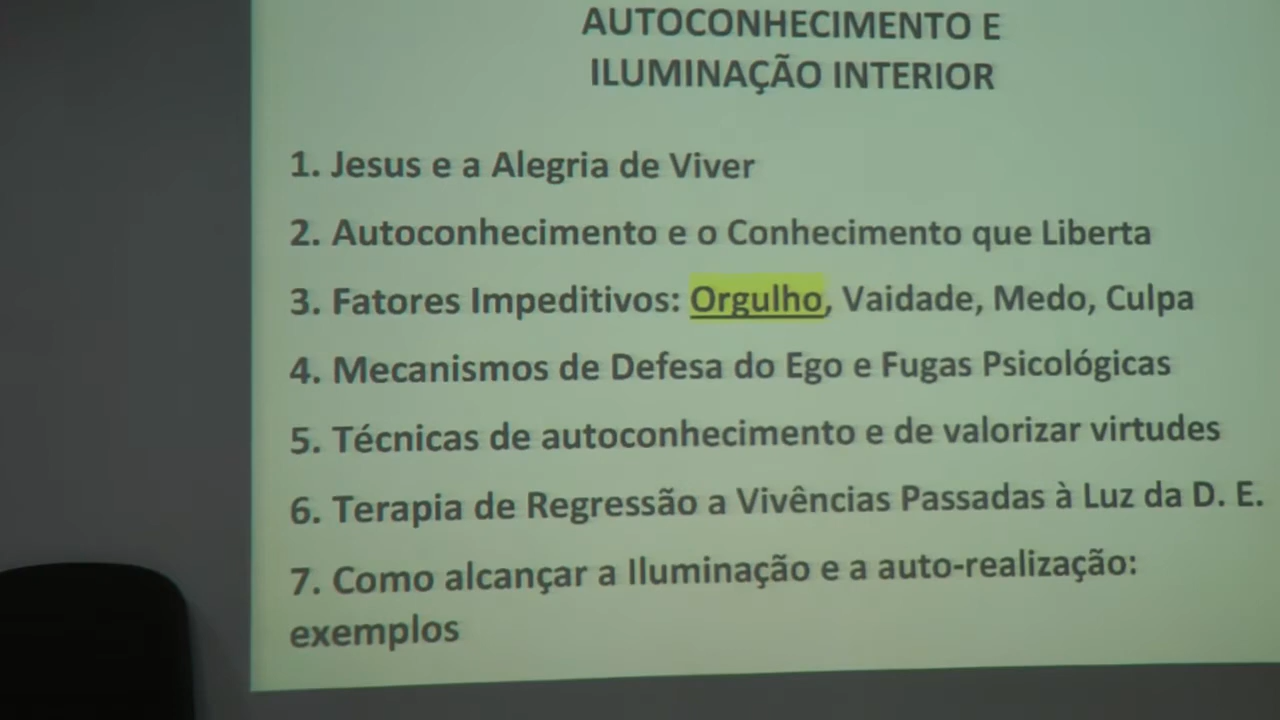 AUTOCONHECIMENTO E
ILUMINAÇÃO INTERIOR
1. Jesus e a Alegria de Viver
2. Autoconhecimento e o Conhecimento que Liberta
3. Fatores Impeditivos: Orgulho, Vaidade, Medo, Culpa
4. Mecanismos de Defesa do Ego e Fugas Psicológicas
5. Técnicas de autoconhecimento e de valorizar virtudes
6. Terapia de Regressão a Vivências Passadas à Luz da D. E.
7. Como alcançar a Iluminação e a auto-realização:
exemplos